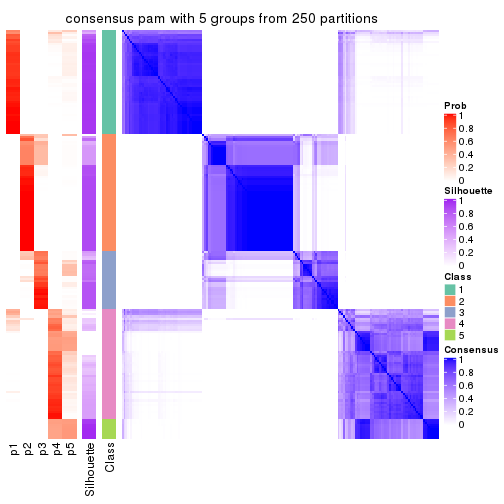 consensus pam with 5 groups from 250 partitions
Prob
1
0.8
0.6
0.4
0.2
0
Silhouette
1
0.8
0.6
0.4
0.2
0
Class
1
2
3
4
5
Consensus
1
0.8
0.6
0.4
0.2
0
p1
p2
p3
p4
p5
Silhouette
Class